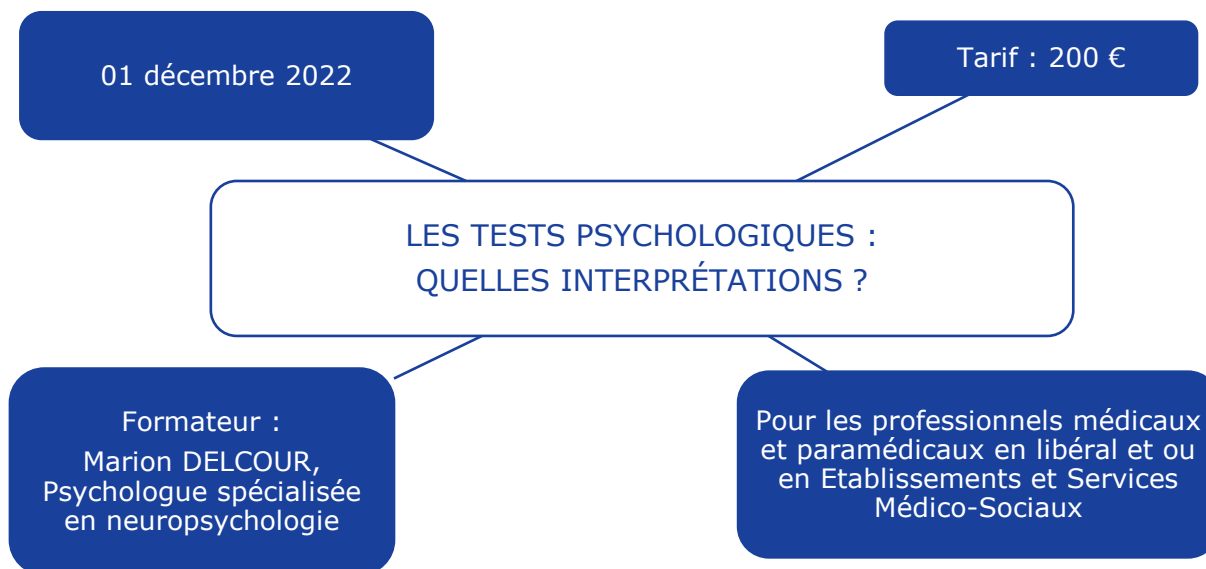 01 décembre 2022
Tarif : 200 €
LES TESTS PSYCHOLOGIQUES :
QUELLES INTERPRÉTATIONS ?
Formateur :
Marion DELCOUR,
Psychologue spécialisée
en neuropsychologie
Pour les professionnels médicaux
et paramédicaux en libéral et ou
en Etablissements et Services
Médico-Sociaux